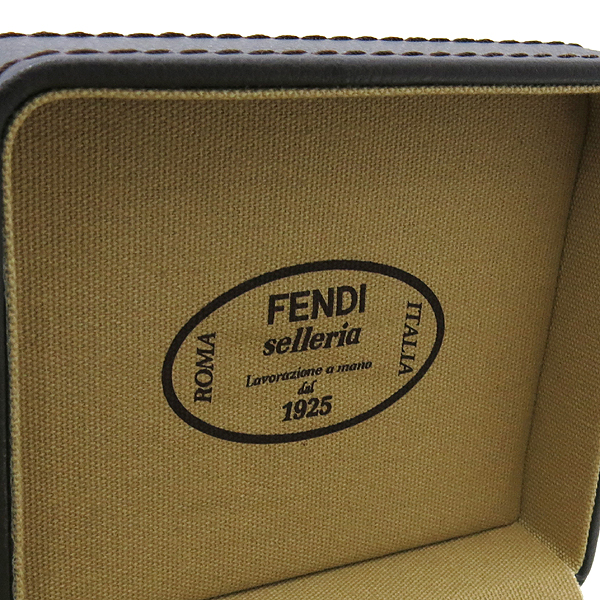 FENDI
selleria
ROMA
ITALIA
Lavorazione a mano
dal
1925